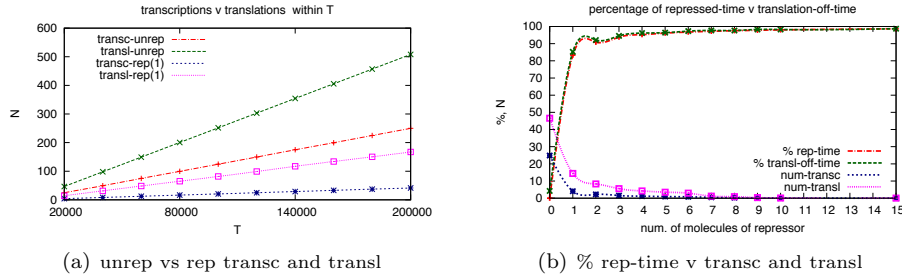 transcriptions v translations  within T
600
500
400
300
200
100
0
N
transc-unrep
transl-unrep
transc-rep(1)
transl-rep(1)
20000 80000 140000 200000
T
(a) unrep vs rep transc and transl
percentage of repressed-time v translation-off-time
100
90
80
70
60
50
40
30
20
10
0
%, N
% rep-time
% transl-off-time
num-transc
num-transl
0 1 2 3 4 5 6 7 8 9 10 11 12 13 14 15
num. of molecules of repressor
(b) % rep-time v transc and transl